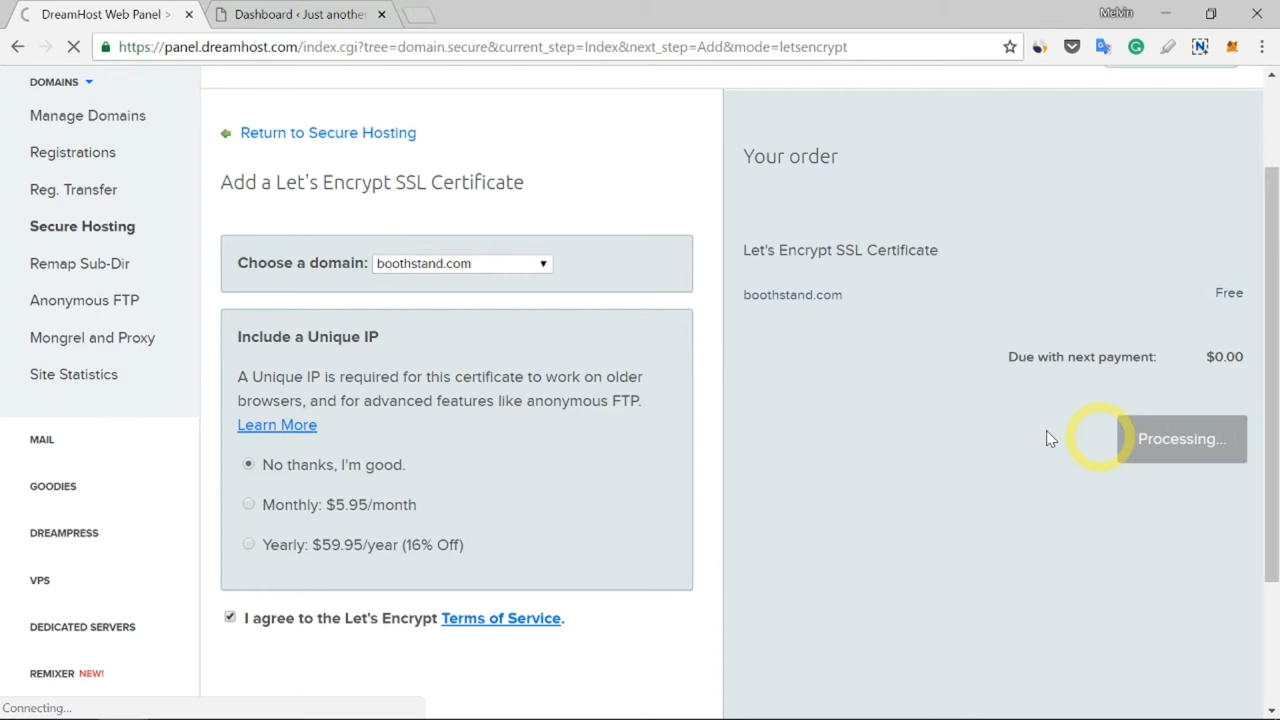 DreamHost Web Panel >
Dashboard ‹ Just anothe
Melvin
https://panel.dreamhost.com/index.cgi?tree=domain.secure&current_step=Index&next_step=Add&mode=letsencrypt
DOMAINS
Manage Domains
Registrations
Reg. Transfer
Secure Hosting
Remap Sub-Dir
Anonymous FTP
Mongrel and Proxy
Site Statistics
MAIL
GOODIES
DREAMPRESS
VPS
DEDICATED SERVERS
REMIXER NEW!
Return to Secure Hosting
Add a Let's Encrypt SSL Certificate
Choose a domain: boothstand.com
Include a Unique IP
A Unique IP is required for this certificate to work on older
browsers, and for advanced features like anonymous FTP.
Learn More
No thanks, I'm good.
Monthly: $5.95/month
Yearly: $59.95/year (16% Off)
I agree to the Let's Encrypt Terms of Service.
Your order
Let's Encrypt SSL Certificate
boothstand.com Free
Due with next payment: $0.00
Processing...
Connecting...